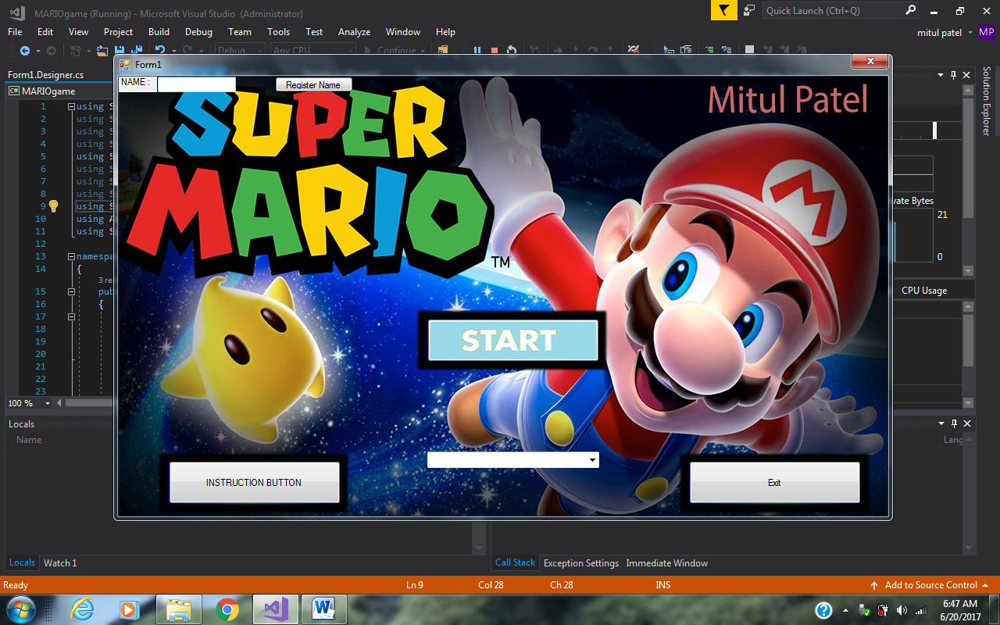 MARIOgame (Running) - Microsoft Visual Studio (Administrator)
Quick Launch (Ctrl+Q)
File Edit View Project Build Debug Team Tools Test Analyze Window Help
mitul patel MP
Debug Any CPU Continue
Form1
Form1.Designer.cs
NAME : Register Name
Mitul Patel
C# MARIOgame
Solution Explorer
1 using S
2 using S
3 using S
4 using S
5 using S
6 using S
7 using S
8 using S
9 using S
10 using A
11 using S
12
13 namespa
14 {
3 re
15 pub
16 {
17
18
19
20
21
22
23
SUPER
MARIO
TM
M
vate Bytes
21
0
CPU Usage
START
100 %
Locals
Name
Lang
INSTRUCTION BUTTON
Exit
Locals Watch 1
Call Stack Exception Settings Immediate Window
Ready Ln 9 Col 28 Ch 28 INS Add to Source Control
W
6:47 AM
6/20/2017